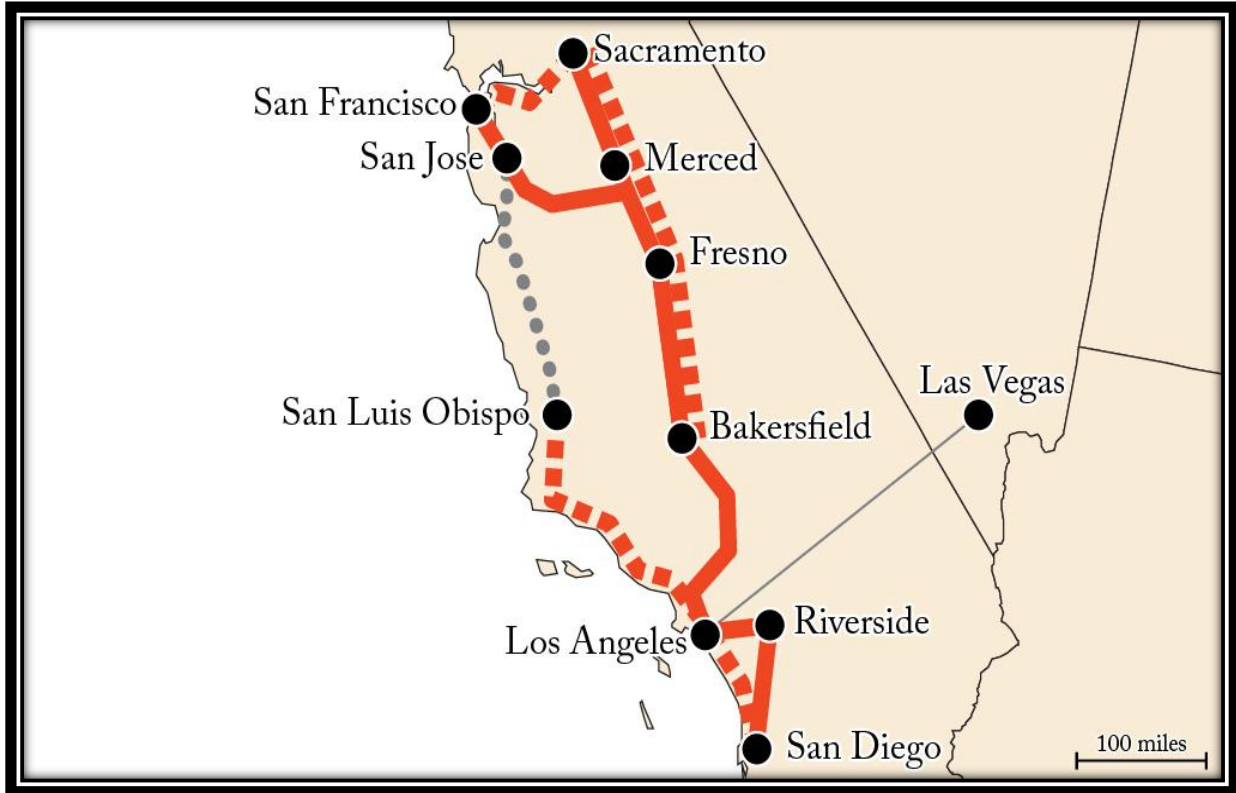 Sacramento
San Francisco
San Jose
Merced
Fresno
Las Vegas
San Luis Obispo
Bakersfield
Riverside
Los Angeles
San Diego
100 miles